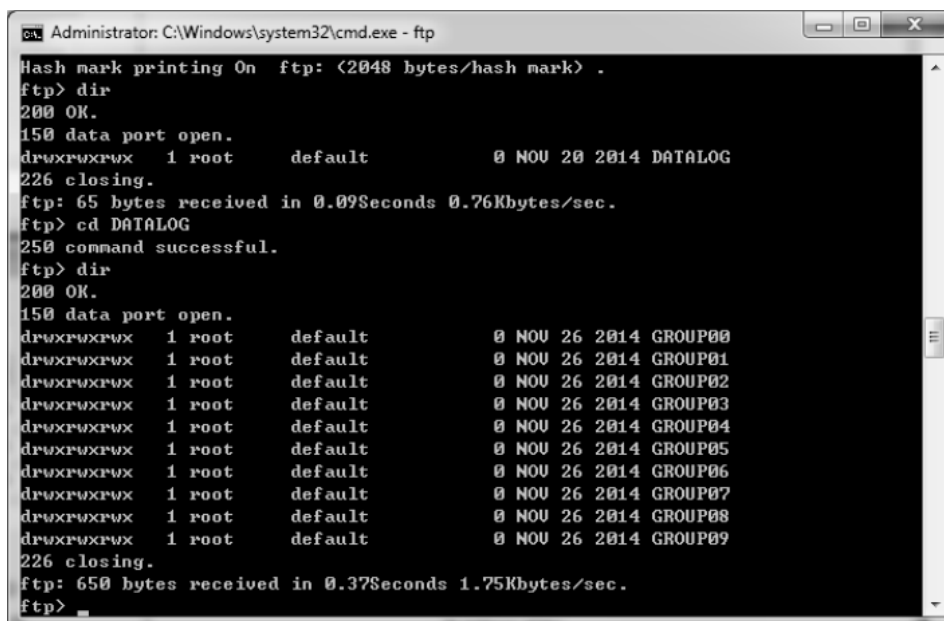 Administrator: C:\Windows\system32\cmd.exe - ftp
Hash mark printing On  ftp: (2048 bytes/hash mark) .
ftp> dir
200 OK.
150 data port open.
drwxrwxrwx   1 root     default            0 NOV 20 2014 DATALOG
226 closing.
ftp: 65 bytes received in 0.09Seconds 0.76Kbytes/sec.
ftp> cd DATALOG
250 command successful.
ftp> dir
200 OK.
150 data port open.
drwxrwxrwx   1 root     default            0 NOV 26 2014 GROUP00
drwxrwxrwx   1 root     default            0 NOV 26 2014 GROUP01
drwxrwxrwx   1 root     default            0 NOV 26 2014 GROUP02
drwxrwxrwx   1 root     default            0 NOV 26 2014 GROUP03
drwxrwxrwx   1 root     default            0 NOV 26 2014 GROUP04
drwxrwxrwx   1 root     default            0 NOV 26 2014 GROUP05
drwxrwxrwx   1 root     default            0 NOV 26 2014 GROUP06
drwxrwxrwx   1 root     default            0 NOV 26 2014 GROUP07
drwxrwxrwx   1 root     default            0 NOV 26 2014 GROUP08
drwxrwxrwx   1 root     default            0 NOV 26 2014 GROUP09
226 closing.
ftp: 650 bytes received in 0.37Seconds 1.75Kbytes/sec.
ftp> _